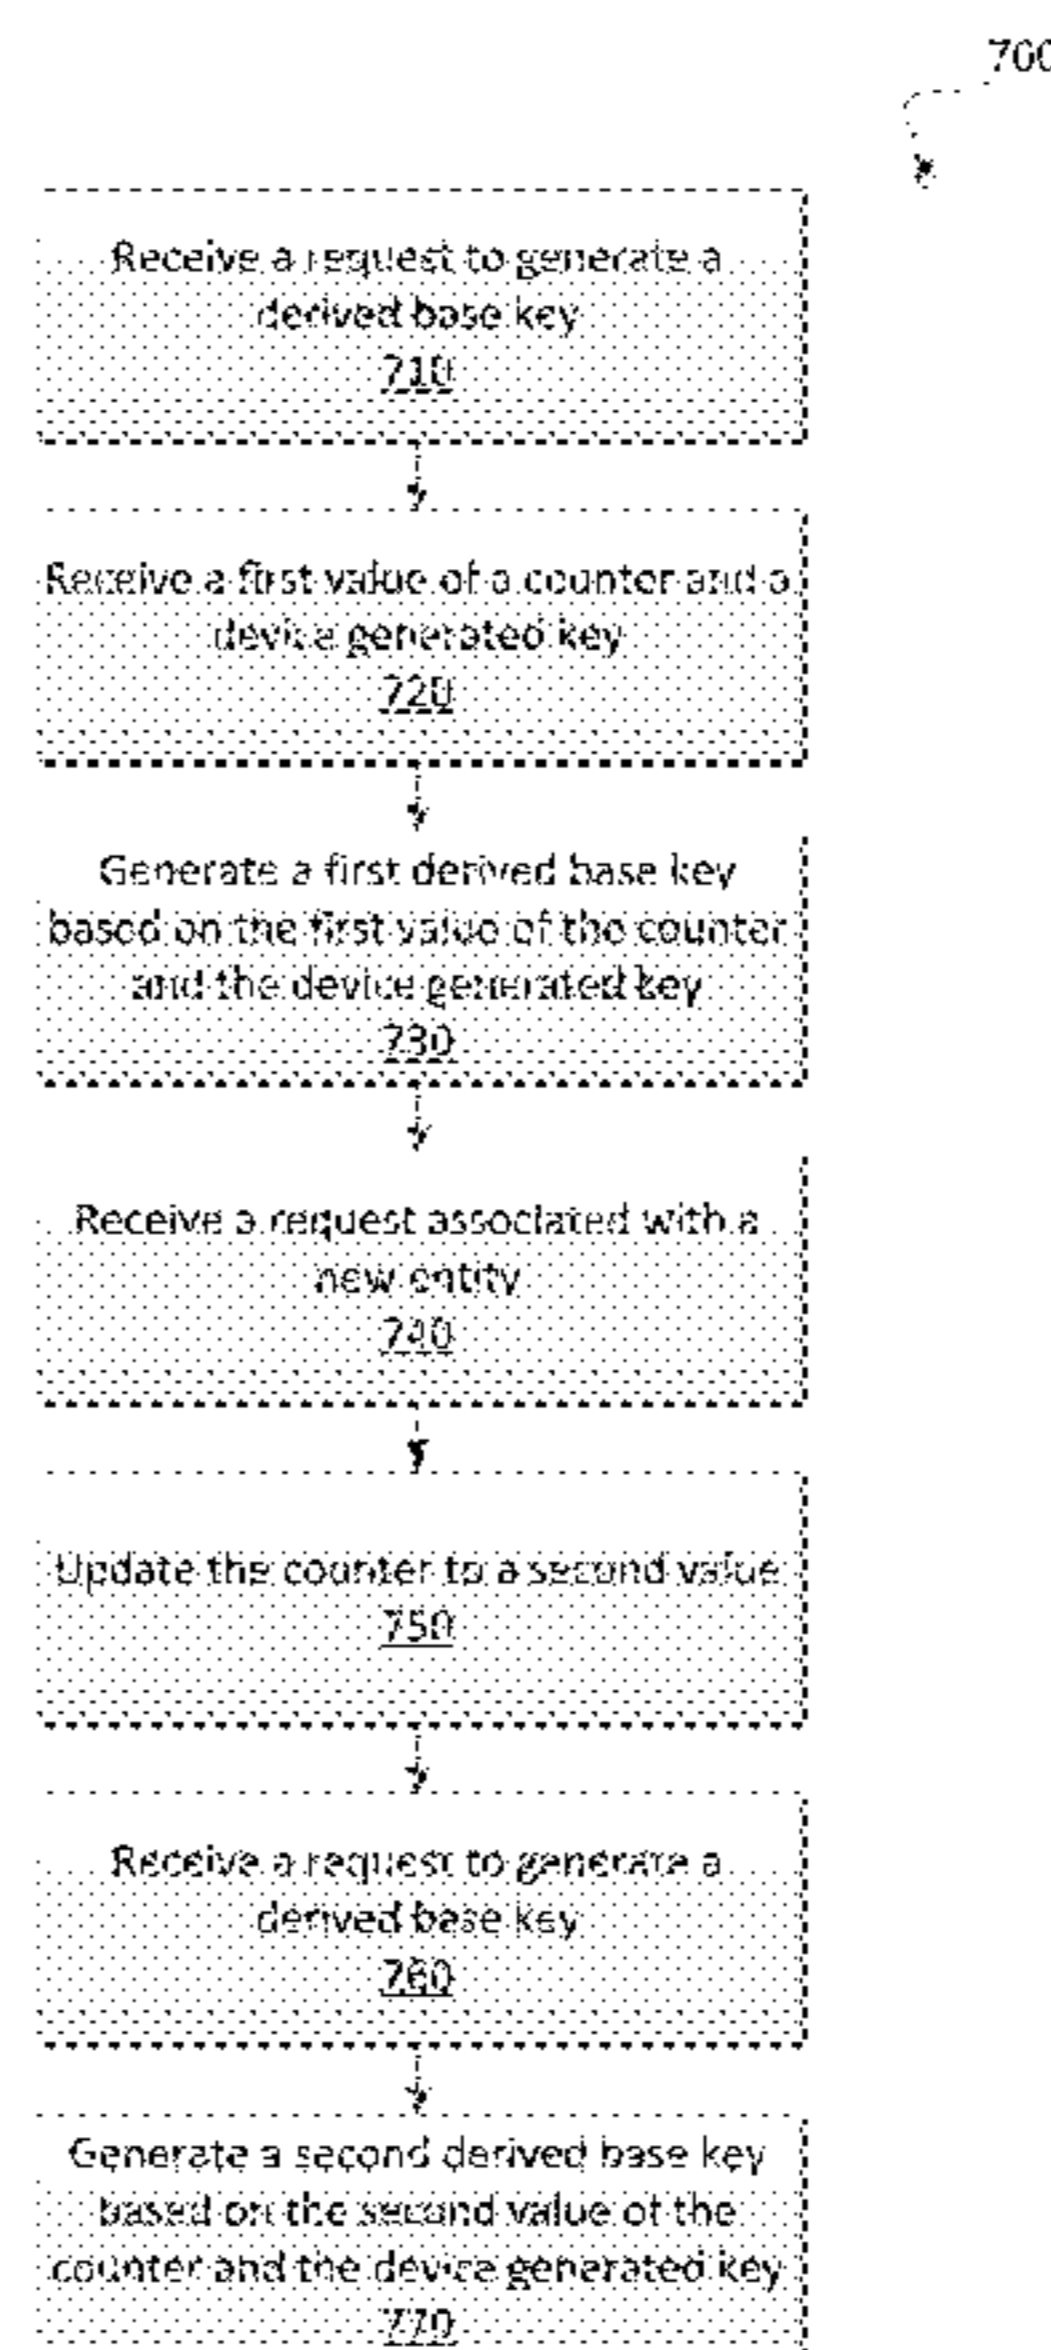 700
Receive a request to generate a
derived base key
710
Receive a first value of a counter and a
device generated key
720
Generate a first derived base key
based on the first value of the counter
and the device generated key
730
Receive a request associated with a
new entity
740
Update the counter to a second value
750
Receive a request to generate a
derived base key
760
Generate a second derived base key
based on the second value of the
counter and the device generated key
770